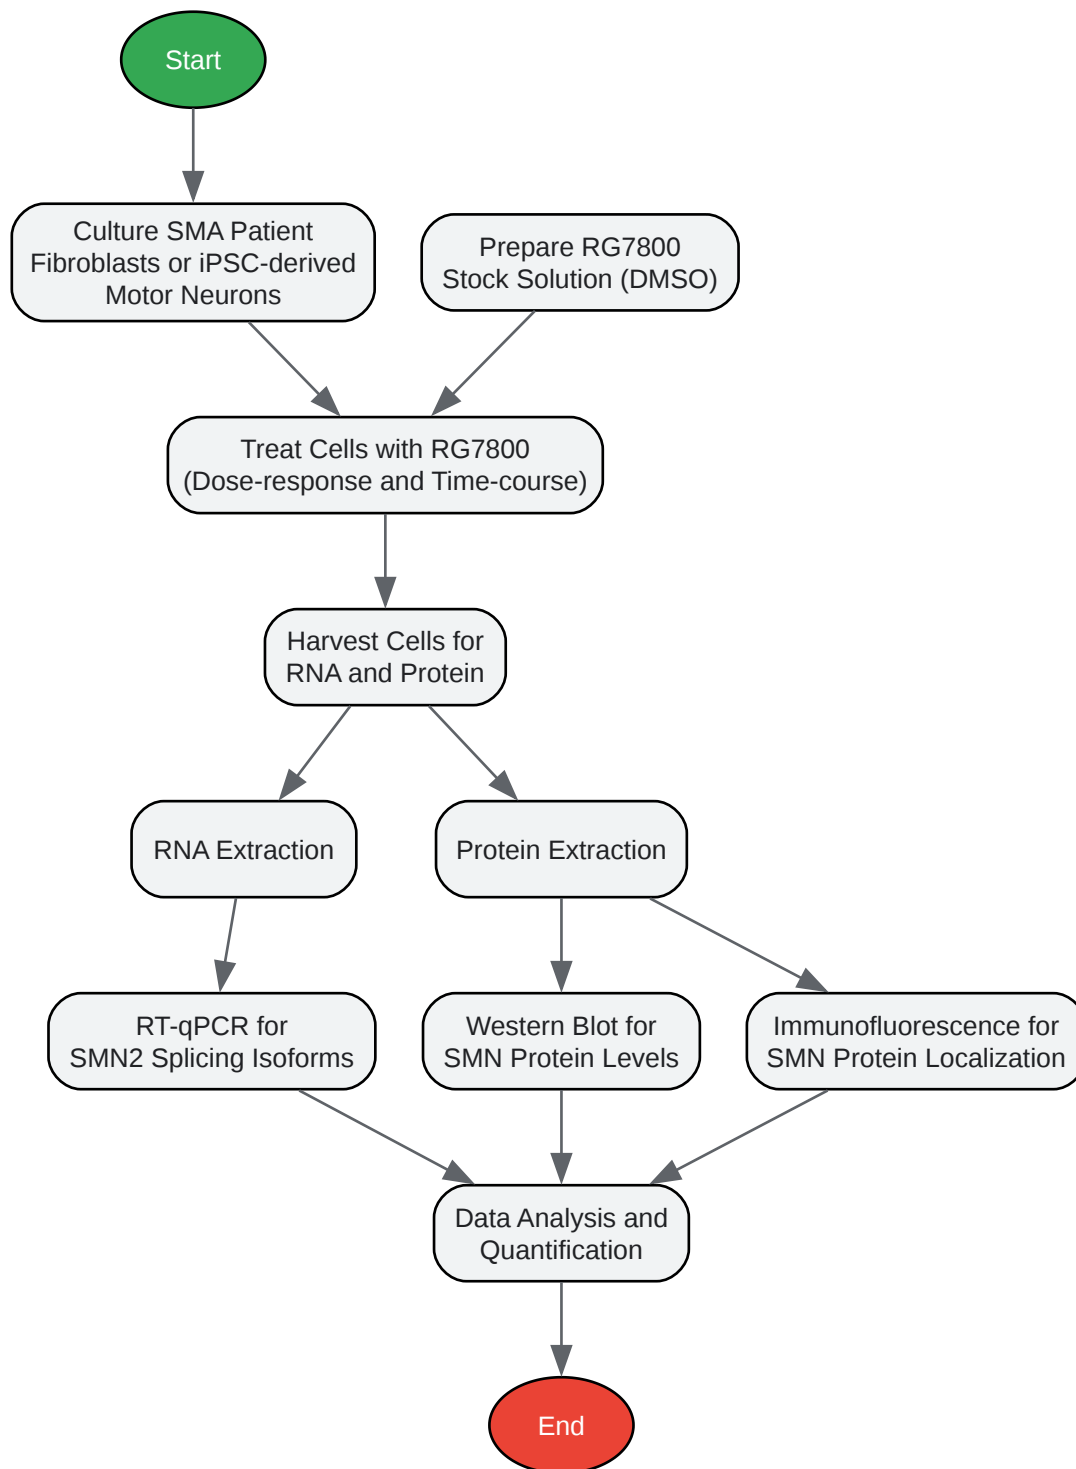 Start
Culture SMA Patient
Fibroblasts or iPSC-derived
Motor Neurons
Prepare RG7800
Stock Solution (DMSO)
Treat Cells with RG7800
(Dose-response and Time-course)
Harvest Cells for
RNA and Protein
RNA Extraction
Protein Extraction
RT-qPCR for
SMN2 Splicing Isoforms
Western Blot for
SMN Protein Levels
Immunofluorescence for
SMN Protein Localization
Data Analysis and
Quantification
End